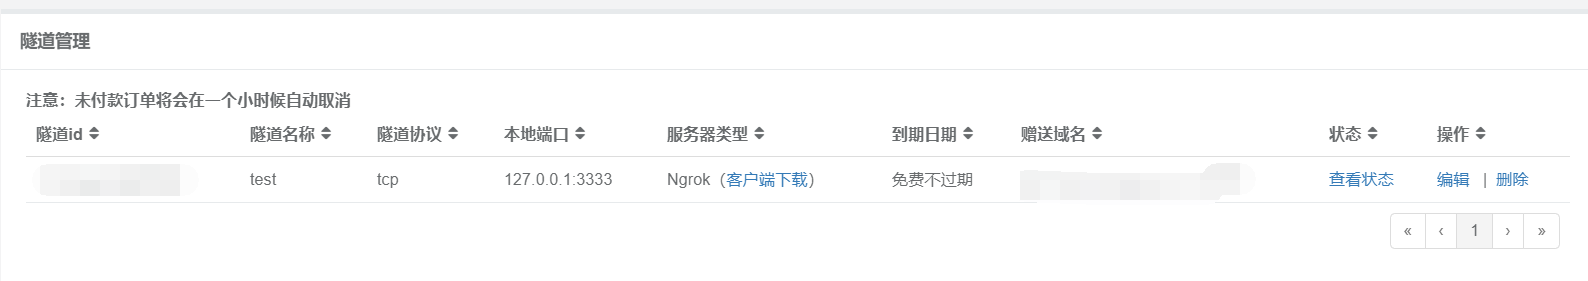 隧道管理
注意：未付款订单将会在一个小时候自动取消
隧道id 隧道名称 隧道协议 本地端口 服务器类型 到期日期 赠送域名 状态 操作
test tcp 127.0.0.1:3333 Ngrok（客户端下载） 免费不过期 查看状态 编辑 | 删除
« ‹ 1 › »